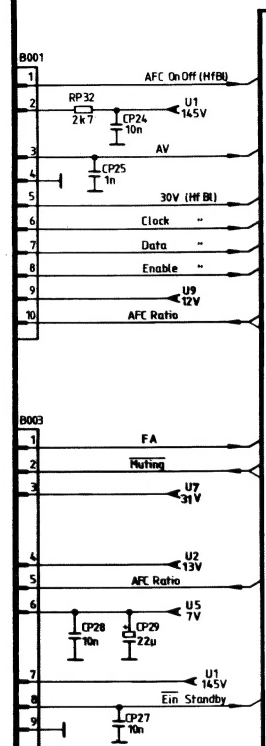 B001
1 AFC OnOff (HfBl)
RP32
2k7
2 U1
145V
CP24
10n
3 AV
CP25
1n
4
5 30V (Hf Bl)
6 Clock "
7 Data "
8 Enable "
9 U9
12V
10 AFC Ratio
B003
1 FA
2 Muting
3 U7
31V
4 U2
13V
5 AFC Ratio
6 U5
7V
CP28
10n
+ CP29
22µ
7 U1
145V
8 Ein Standby
CP27
10n
9